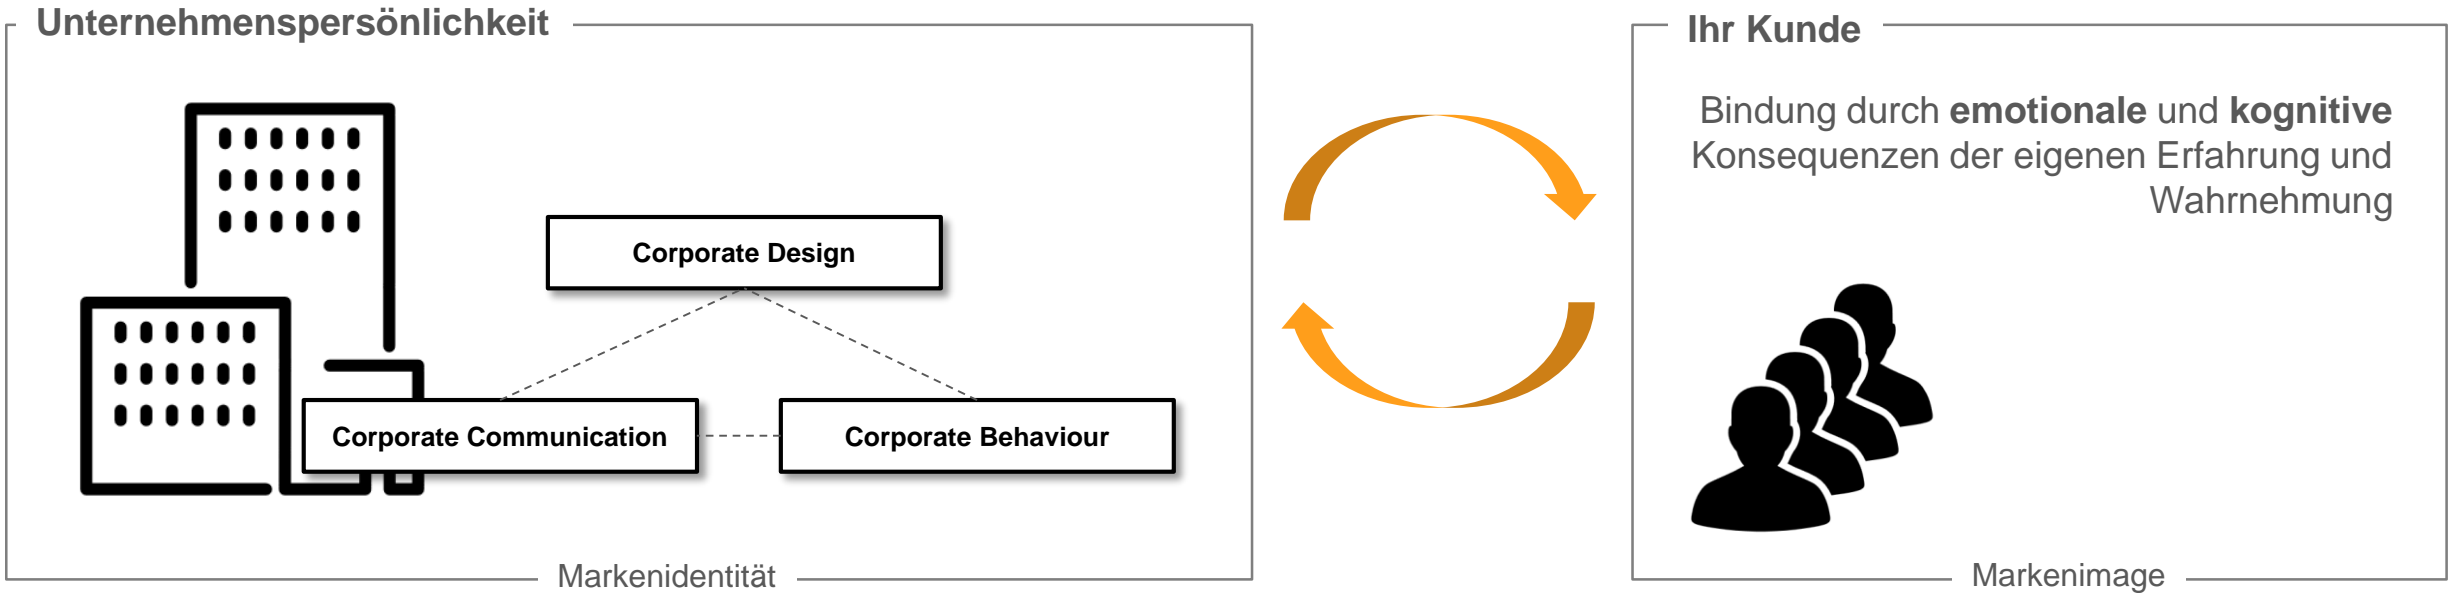 Unternehmenspersönlichkeit
Corporate Design
Corporate Communication
Corporate Behaviour
Markenidentität
Ihr Kunde
Bindung durch emotionale und kognitive
Konsequenzen der eigenen Erfahrung und
Wahrnehmung
Markenimage